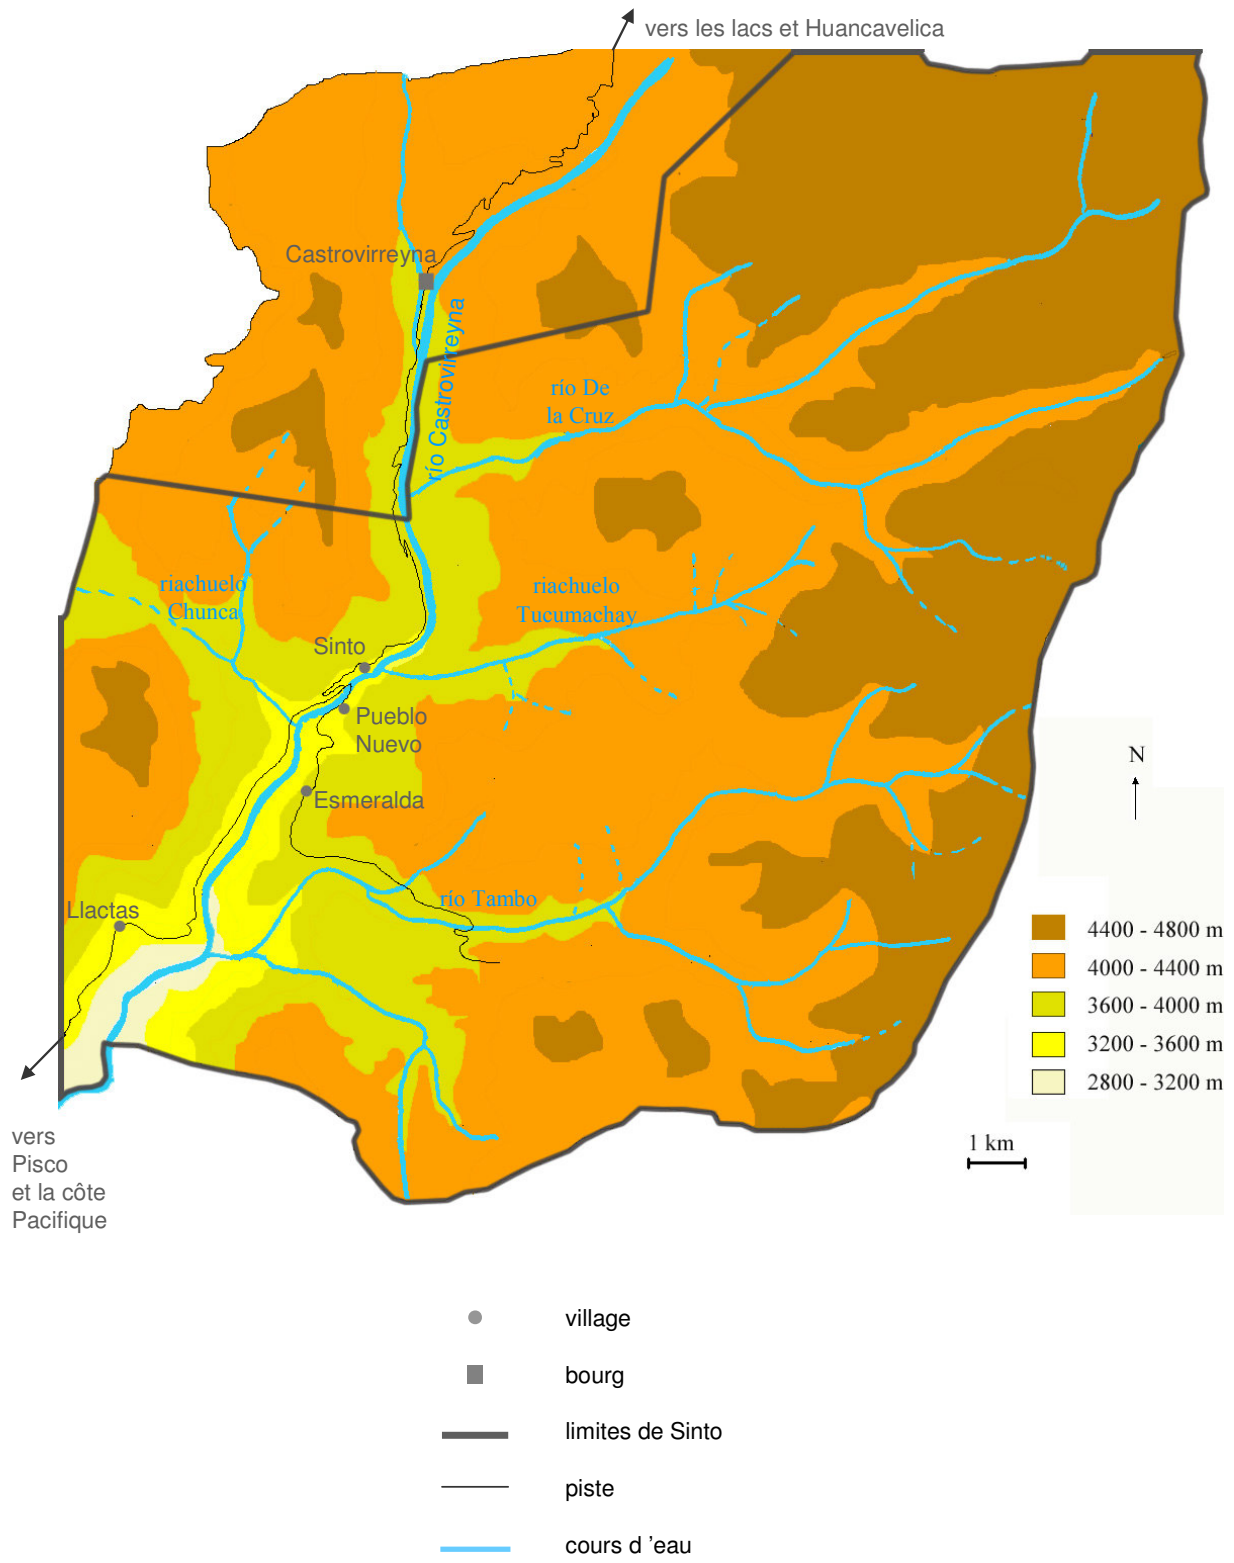 vers les lacs et Huancavelica
Castrovirreyna
río Castrovirreyna
río De
la Cruz
riachuelo
Chunca
riachuelo
Tucumachay
Sinto
Pueblo
Nuevo
N
Esmeralda
río Tambo
Llactas
4400 - 4800 m
4000 - 4400 m
3600 - 4000 m
3200 - 3600 m
2800 - 3200 m
1 km
vers
Pisco
et la côte
Pacifique
village
bourg
limites de Sinto
piste
cours d ’eau